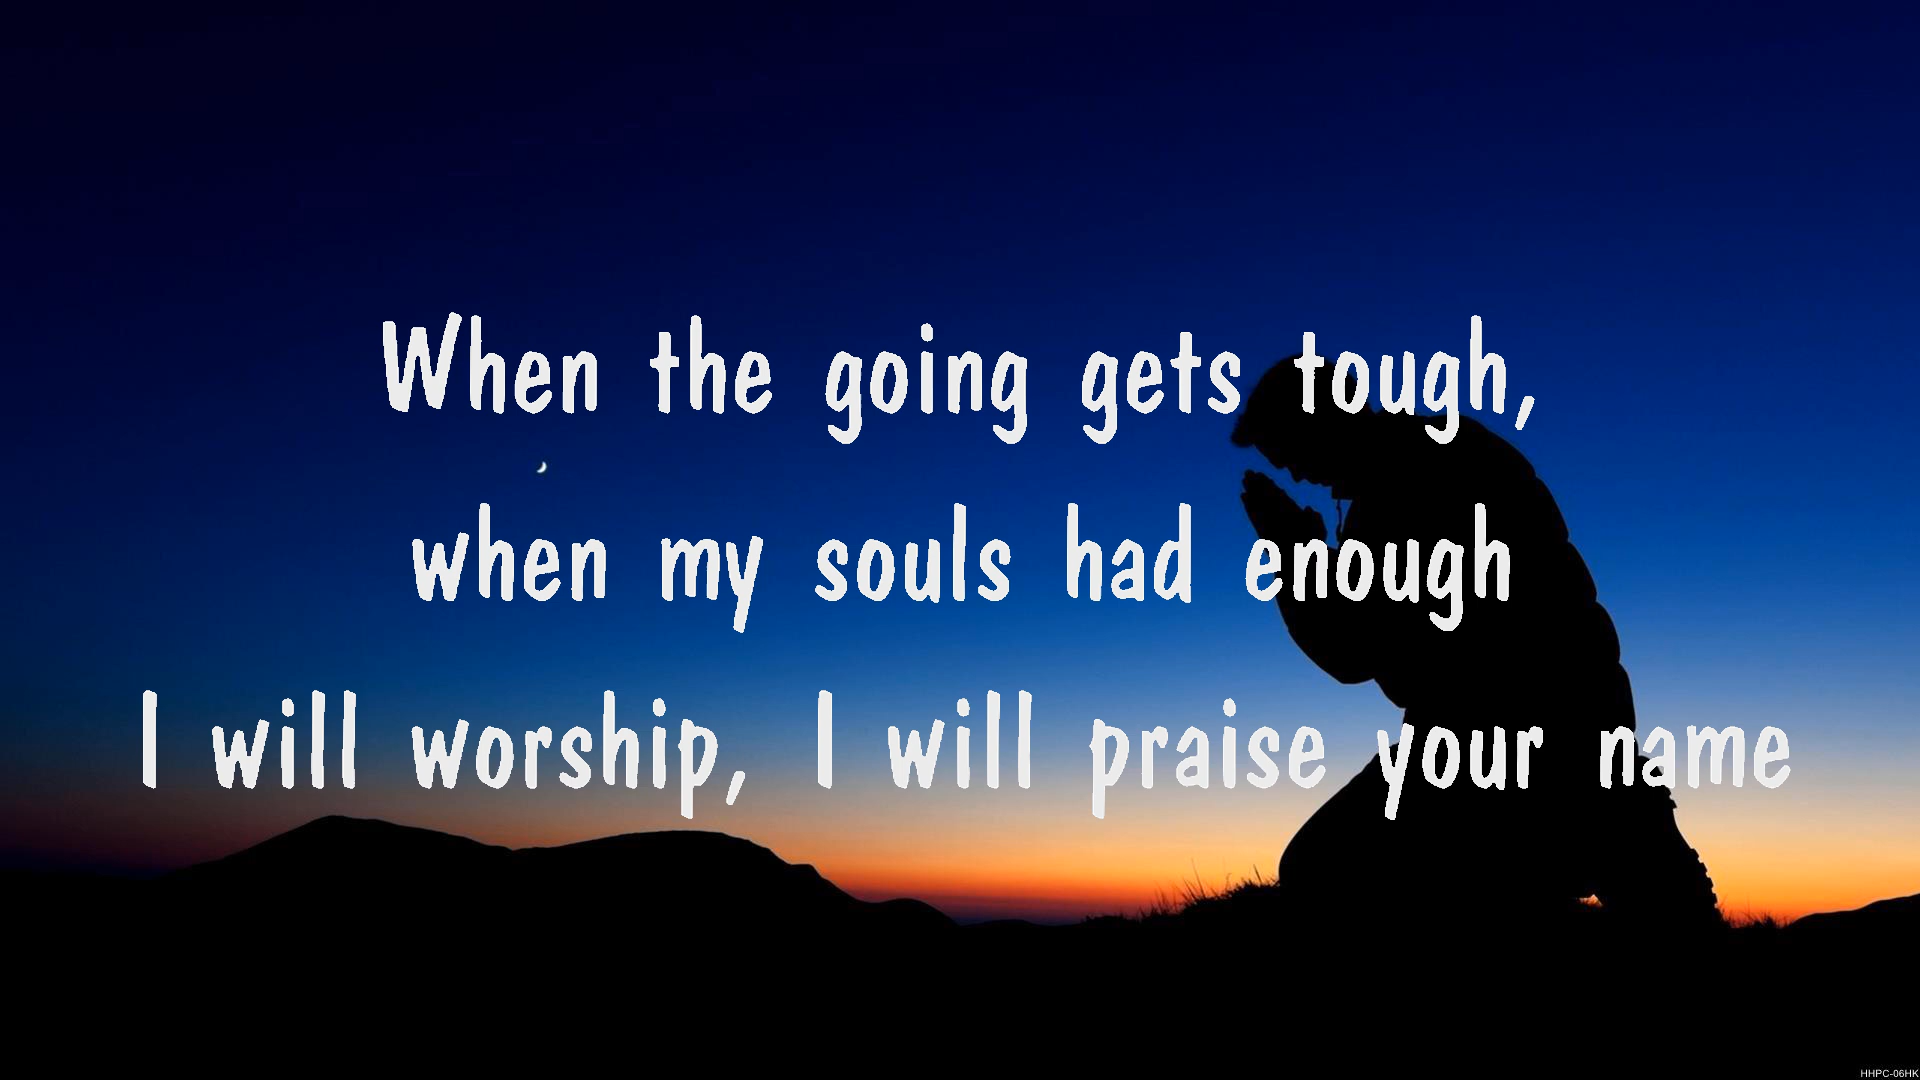 When the going gets tough,
when my souls had enough
I will worship, I will praise your name
HHPC-06HK